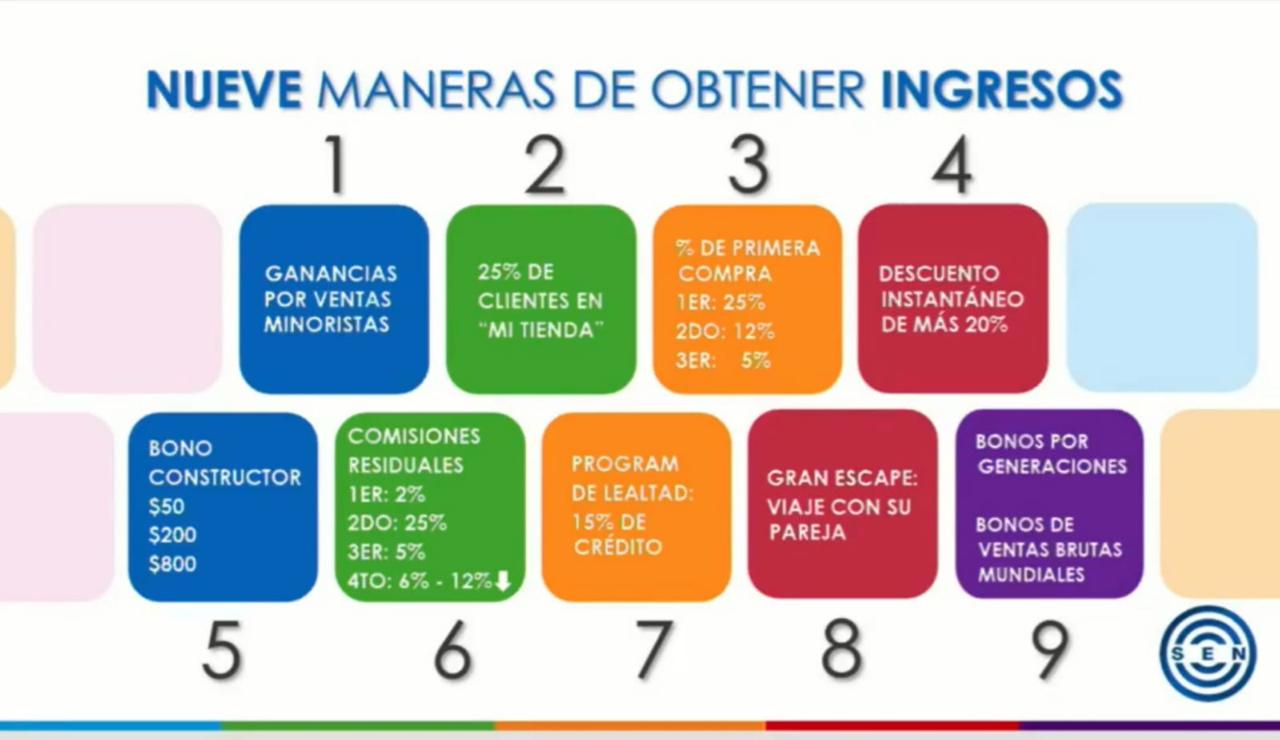 NUEVE MANERAS DE OBTENER INGRESOS
1
2
3
4
GANANCIAS
POR VENTAS
MINORISTAS
25% DE
CLIENTES EN
“MI TIENDA”
% DE PRIMERA
COMPRA
1ER: 25%
2DO: 12%
3ER: 5%
DESCUENTO
INSTANTÁNEO
DE MÁS 20%
BONO
CONSTRUCTOR
$50
$200
$800
COMISIONES
RESIDUALES
1ER: 2%
2DO: 25%
3ER: 5%
4TO: 6% - 12%
PROGRAM
DE LEALTAD:
15% DE
CRÉDITO
GRAN ESCAPE:
VIAJE CON SU
PAREJA
BONOS POR
GENERACIONES
BONOS DE
VENTAS BRUTAS
MUNDIALES
5
6
7
8
9
SEN